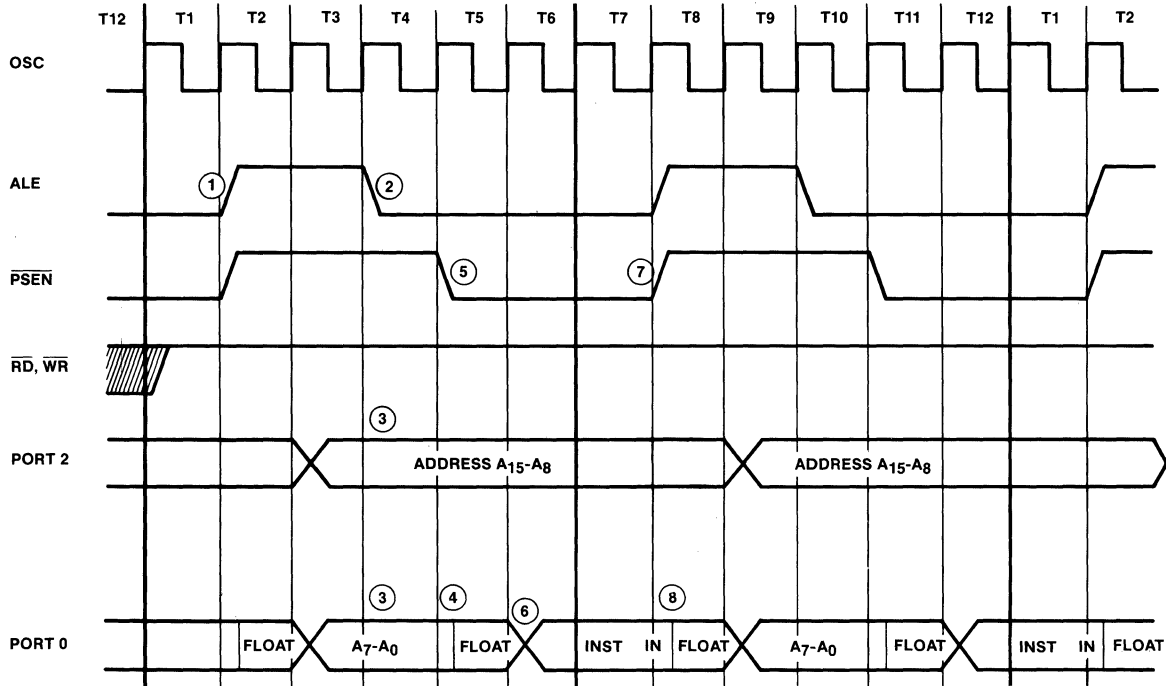 T12 T1 T2 T3 T4 T5 T6 T7 T8 T9 T10 T11 T12 T1 T2
OSC
ALE 1 2
PSEN 5 7
RD, WR
3
PORT 2 ADDRESS A15-A8 ADDRESS A15-A8
3 4 6 8
PORT 0 FLOAT A7-A0 FLOAT INST IN FLOAT A7-A0 FLOAT INST IN FLOAT